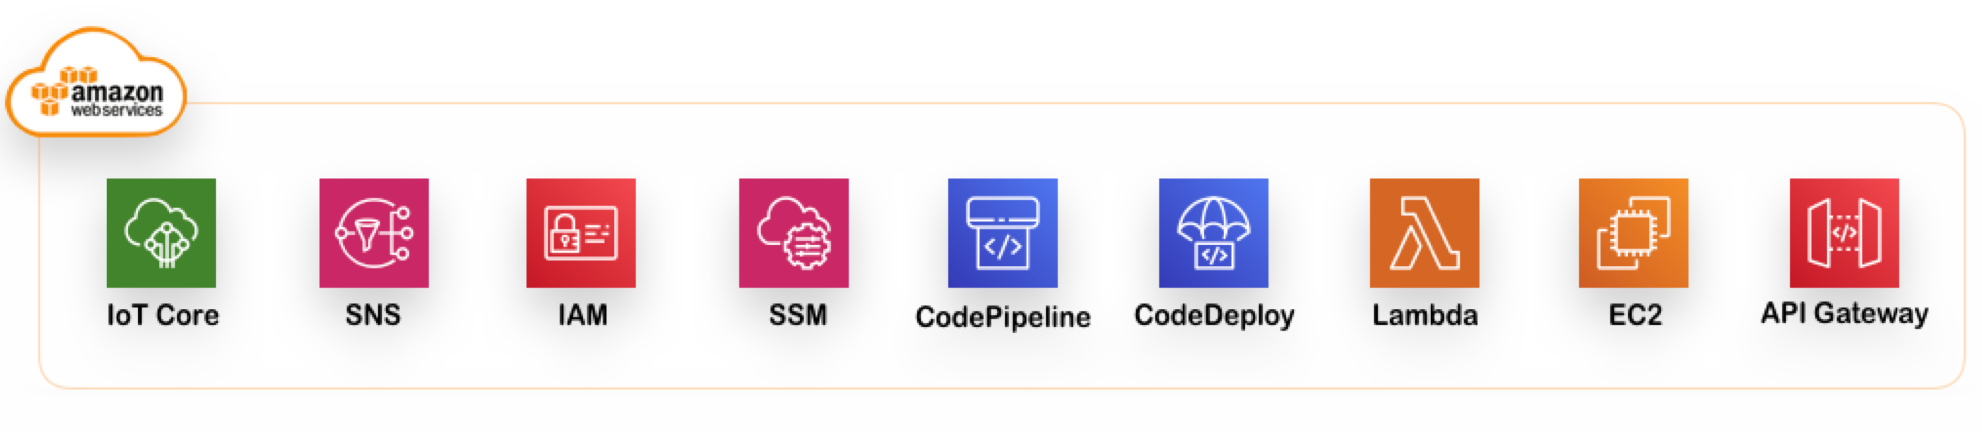 amazon
webservices
IoT Core
SNS
IAM
SSM
</>
CodePipeline
</>
CodeDeploy
Lambda
EC2
</>
API Gateway